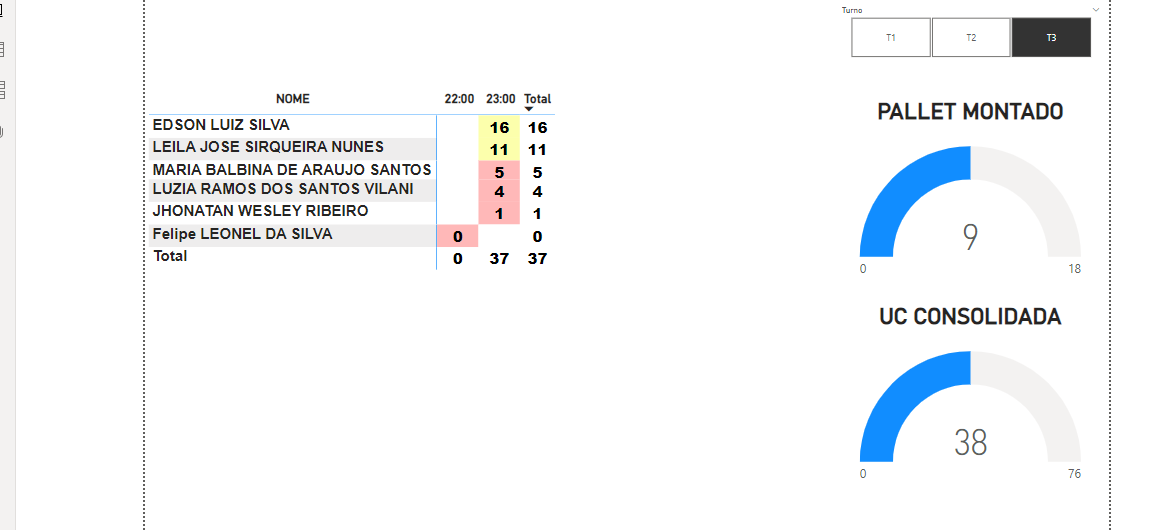 Turno
T1 T2 T3
NOME 22:00 23:00 Total
EDSON LUIZ SILVA 16 16
LEILA JOSE SIRQUEIRA NUNES 11 11
MARIA BALBINA DE ARAUJO SANTOS 5 5
LUZIA RAMOS DOS SANTOS VILANI 4 4
JHONATAN WESLEY RIBEIRO 1 1
Felipe LEONEL DA SILVA 0 0
Total 0 37 37
PALLET MONTADO
9
0 18
UC CONSOLIDADA
38
0 76